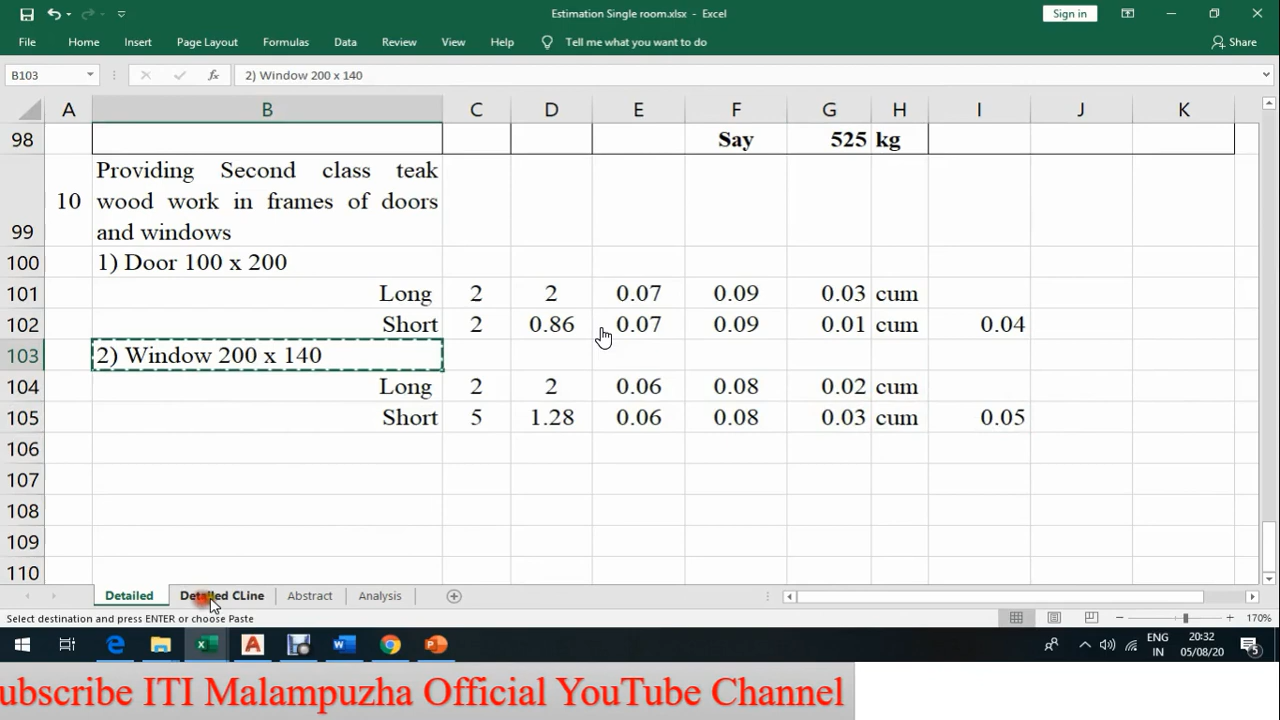 Estimation Single room.xlsx - Excel
Sign in
File Home Insert Page Layout Formulas Data Review View Help Tell me what you want to do Share
B103 fx 2) Window 200 x 140
A B C D E F G H I J K
98 Say 525 kg
Providing Second class teak
10 wood work in frames of doors
99 and windows
100 1) Door 100 x 200
101 Long 2 2 0.07 0.09 0.03 cum
102 Short 2 0.86 0.07 0.09 0.01 cum 0.04
103 2) Window 200 x 140
104 Long 2 2 0.06 0.08 0.02 cum
105 Short 5 1.28 0.06 0.08 0.03 cum 0.05
106
107
108
109
110
Detailed Detailed CLine Abstract Analysis
Select destination and press ENTER or choose Paste 170%
ENG 20:32
IN 05/08/20 5
ubscribe ITI Malampuzha Official YouTube Channel